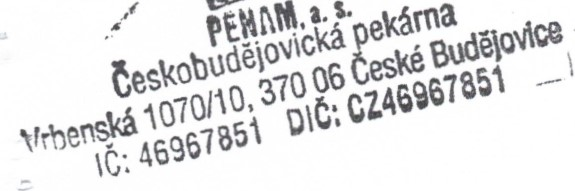 PENAM, a. s.
Českobudějovická pekárna
Vrbenská 1070/10, 370 06 České Budějovice
IČ: 46967851 DIČ: CZ46967851